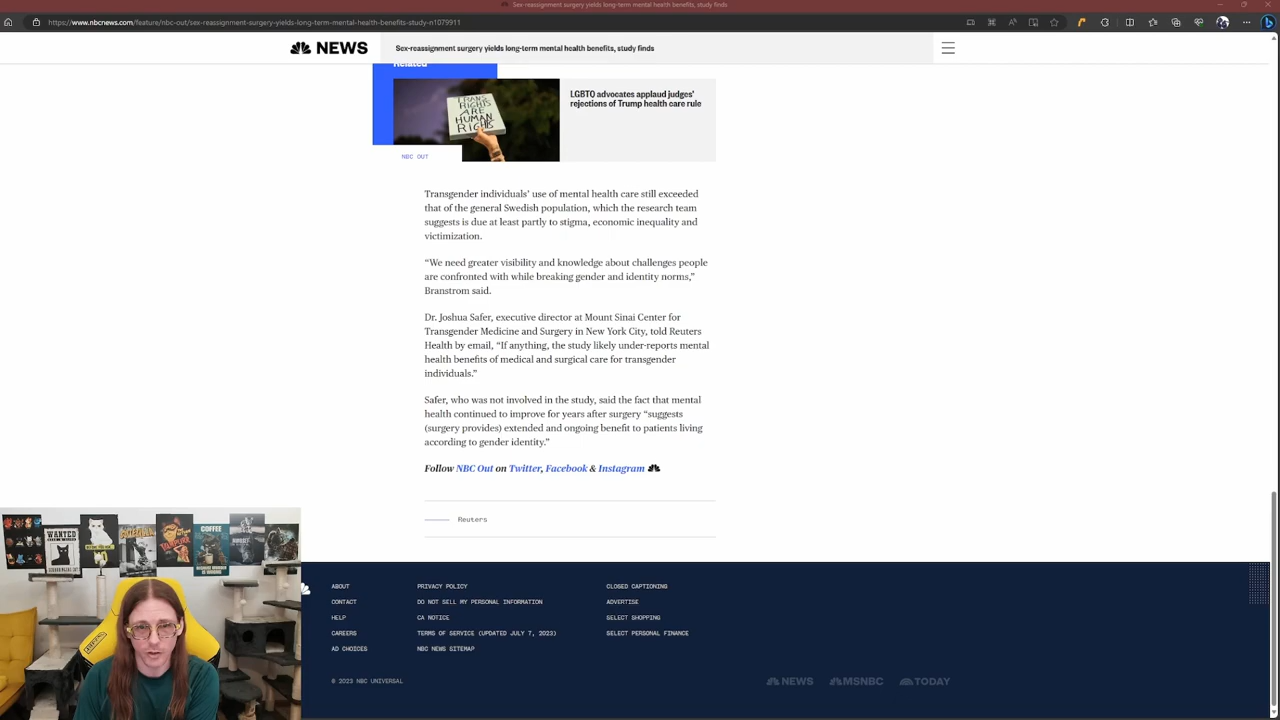 Sex-reassignment surgery yields long-term mental health benefits, study finds
https://www.nbcnews.com/feature/nbc-out/sex-reassignment-surgery-yields-long-term-mental-health-benefits-study-n1079911
NEWS
Sex-reassignment surgery yields long-term mental health benefits, study finds
Related
TRANS
RIGHTS
ARE
HUMAN
RIGHTS
LGBTQ advocates applaud judges'
rejections of Trump health care rule
NBC OUT
Transgender individuals’ use of mental health care still exceeded
that of the general Swedish population, which the research team
suggests is due at least partly to stigma, economic inequality and
victimization.
“We need greater visibility and knowledge about challenges people
are confronted with while breaking gender and identity norms,”
Branstrom said.
Dr. Joshua Safer, executive director at Mount Sinai Center for
Transgender Medicine and Surgery in New York City, told Reuters
Health by email, “If anything, the study likely under-reports mental
health benefits of medical and surgical care for transgender
individuals.”
Safer, who was not involved in the study, said the fact that mental
health continued to improve for years after surgery “suggests
(surgery provides) extended and ongoing benefit to patients living
according to gender identity.”
Follow NBC Out on Twitter, Facebook & Instagram
Reuters
WANTED
COFFEE
ABOUT
CONTACT
HELP
CAREERS
AD CHOICES
PRIVACY POLICY
DO NOT SELL MY PERSONAL INFORMATION
CA NOTICE
TERMS OF SERVICE (UPDATED JULY 7, 2023)
NBC NEWS SITEMAP
CLOSED CAPTIONING
ADVERTISE
SELECT SHOPPING
SELECT PERSONAL FINANCE
© 2023 NBC UNIVERSAL
NEWS
MSNBC
TODAY